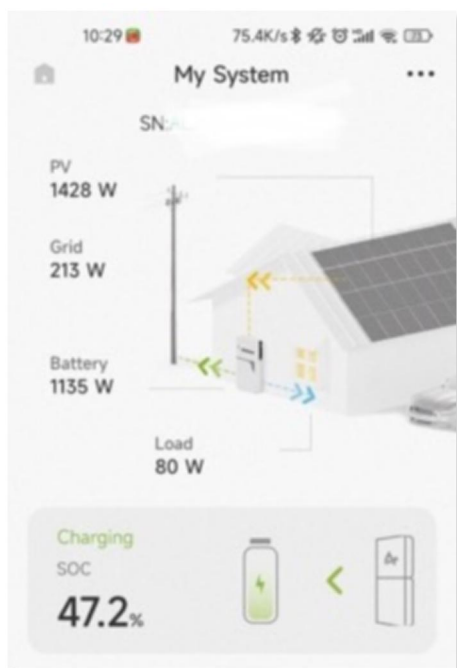 10:29 75.4K/s
My System
SN:
PV
1428 W
Grid
213 W
Battery
1135 W
Load
80 W
Charging
SOC
47.2%